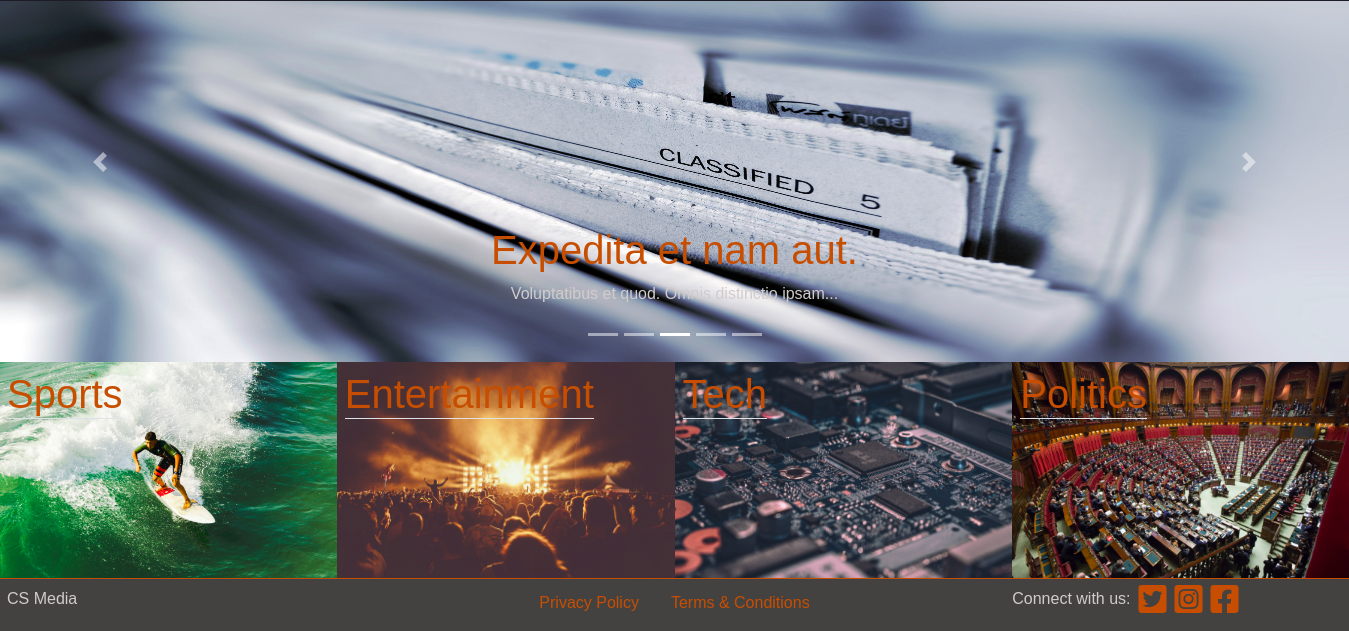 CLASSIFIED 5
Expedita et nam aut.
Voluptatibus et quod. Omnis distinctio ipsam...
Sports
Entertainment
Tech
Politics
CS Media
Privacy Policy
Terms & Conditions
Connect with us: